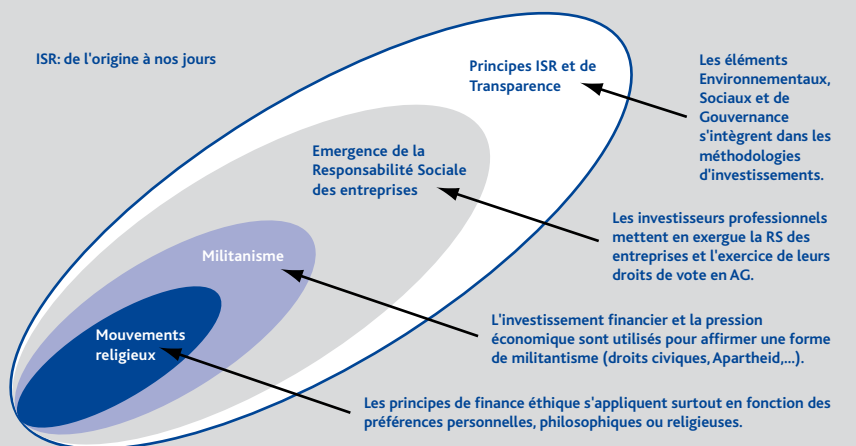 ISR: de l'origine à nos jours
Principes ISR et de
Transparence
Les éléments
Environnementaux,
Sociaux et de
Gouvernance
s'intègrent dans les
méthodologies
d'investissements.
Emergence de la
Responsabilité Sociale
des entreprises
Les investisseurs professionnels
mettent en exergue la RS des
entreprises et l'exercice de leurs
droits de vote en AG.
Militanisme
L'investissement financier et la pression
économique sont utilisés pour affirmer une forme
de militantisme (droits civiques, Apartheid,...).
Mouvements
religieux
Les principes de finance éthique s'appliquent surtout en fonction des
préférences personnelles, philosophiques ou religieuses.